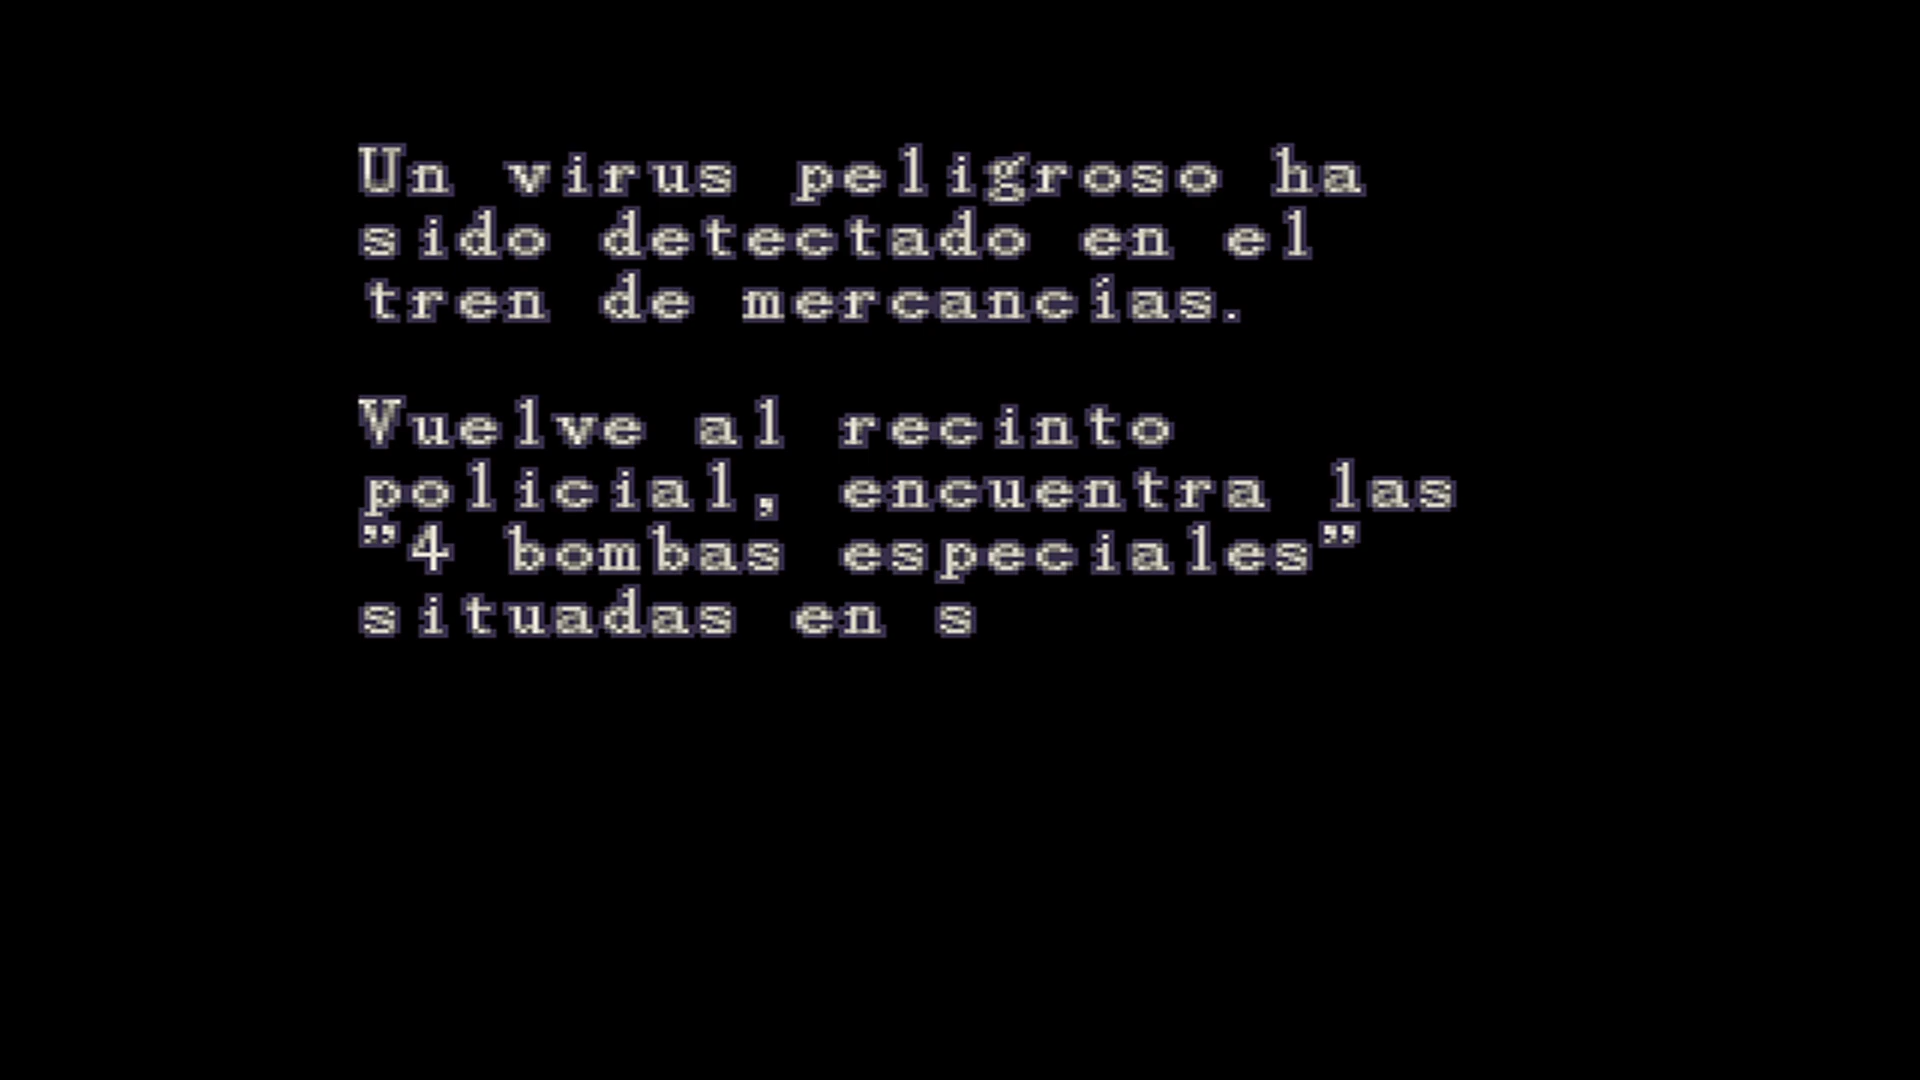 Un virus peligroso ha
sido detectado en el
tren de mercancias.
Vuelve al recinto
policial, encuentra las
"4 bombas especiales"
situadas en s